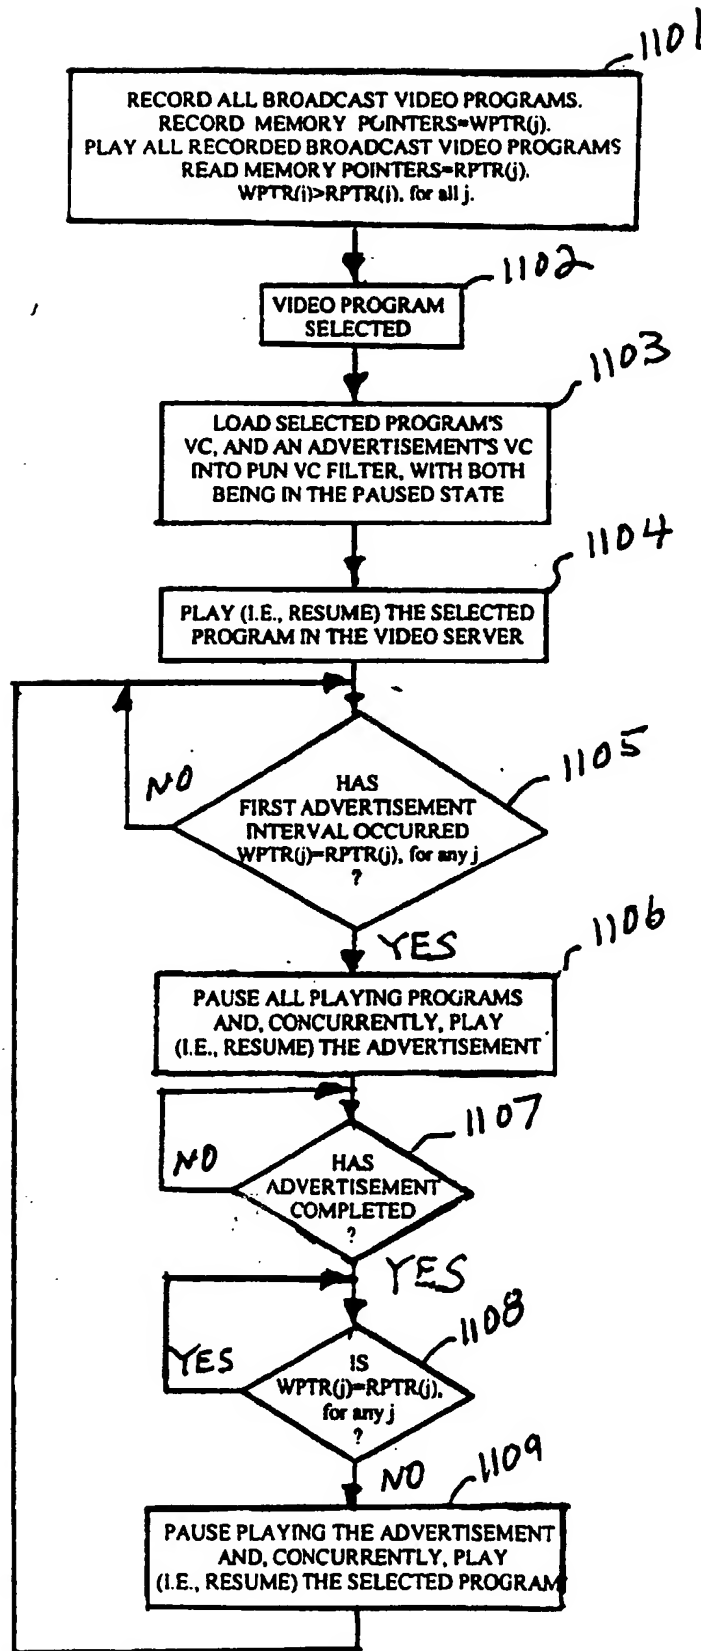 1101
RECORD ALL BROADCAST VIDEO PROGRAMS.
RECORD MEMORY POINTERS=WPTR(j).
PLAY ALL RECORDED BROADCAST VIDEO PROGRAMS
READ MEMORY POINTERS=RPTR(j).
WPTR(j)>RPTR(j), for all j.
1102
VIDEO PROGRAM
SELECTED
1103
LOAD SELECTED PROGRAM'S
VC, AND AN ADVERTISEMENT'S VC
INTO PUN VC FILTER, WITH BOTH
BEING IN THE PAUSED STATE
1104
PLAY (I.E., RESUME) THE SELECTED
PROGRAM IN THE VIDEO SERVER
1105
NO
HAS
FIRST ADVERTISEMENT
INTERVAL OCCURRED
WPTR(j)=RPTR(j), for any j
?
YES
1106
PAUSE ALL PLAYING PROGRAMS
AND, CONCURRENTLY, PLAY
(I.E., RESUME) THE ADVERTISEMENT
1107
NO
HAS
ADVERTISEMENT
COMPLETED
?
YES
1108
YES
IS
WPTR(j)=RPTR(j),
for any j
?
NO
1109
PAUSE PLAYING THE ADVERTISEMENT
AND, CONCURRENTLY, PLAY
(I.E., RESUME) THE SELECTED PROGRAM